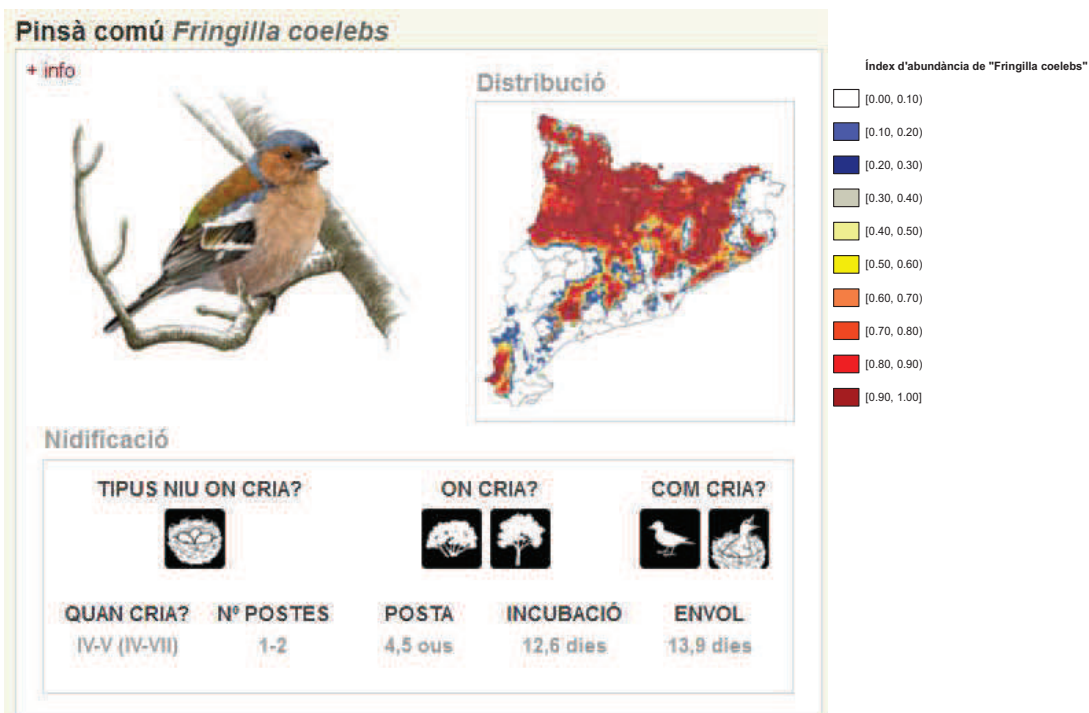 Pinsà comú Fringilla coelebs
+ info
Distribució
Índex d'abundància de "Fringilla coelebs"
[0.00, 0.10)
[0.10, 0.20)
[0.20, 0.30)
[0.30, 0.40)
[0.40, 0.50)
[0.50, 0.60)
[0.60, 0.70)
[0.70, 0.80)
[0.80, 0.90)
[0.90, 1.00]
Nidificació
TIPUS NIU ON CRIA?
ON CRIA?
COM CRIA?
QUAN CRIA? Nº POSTES POSTA INCUBACIÓ ENVOL
IV-V (IV-VII) 1-2 4,5 ous 12,6 dies 13,9 dies